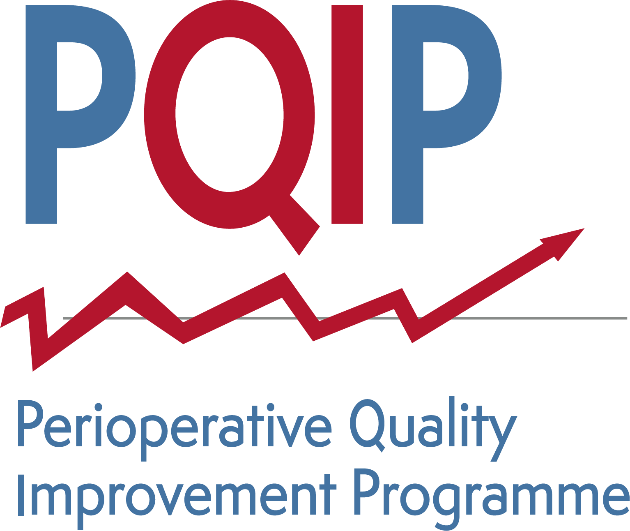 PQIP
Perioperative Quality
Improvement Programme